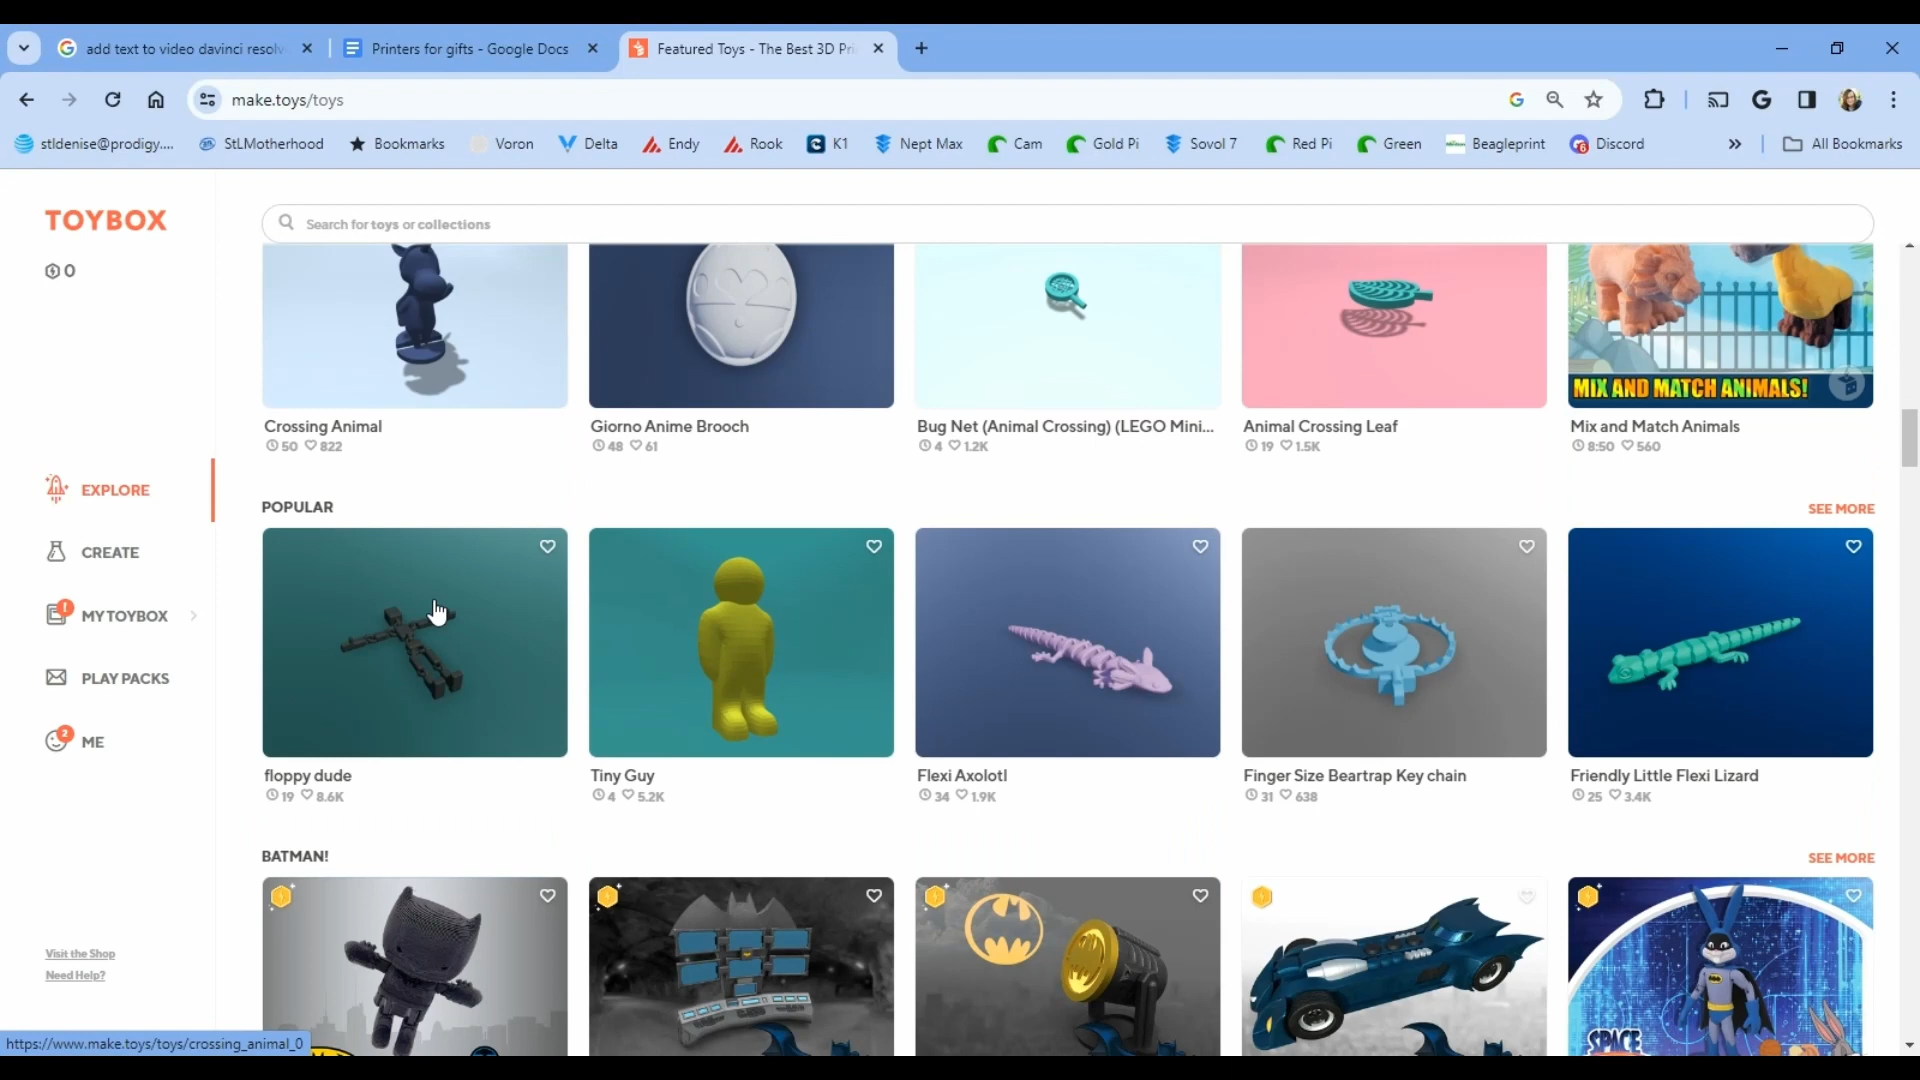 add text to video davinci resolv
Printers for gifts - Google Docs
Featured Toys - The Best 3D Pri
make.toys/toys
stldenise@prodigy....
StLMotherhood
Bookmarks
Voron
Delta
Endy
Rook
K1
Nept Max
Cam
Gold Pi
Sovol 7
Red Pi
Green
Beagleprint
6
Discord
»
All Bookmarks
TOYBOX
0
Search for toys or collections
EXPLORE
CREATE
!
MY TOYBOX
PLAY PACKS
2
ME
Visit the Shop
Need Help?
MIX AND MATCH ANIMALS!
Crossing Animal
50 822
Giorno Anime Brooch
48 61
Bug Net (Animal Crossing) (LEGO Mini...
4 1.2K
Animal Crossing Leaf
19 1.5K
Mix and Match Animals
8:50 560
POPULAR
SEE MORE
floppy dude
19 8.6K
Tiny Guy
4 5.2K
Flexi Axolotl
34 1.9K
Finger Size Beartrap Key chain
31 638
Friendly Little Flexi Lizard
25 3.4K
BATMAN!
SEE MORE
SPACE
https://www.make.toys/toys/crossing_animal_0